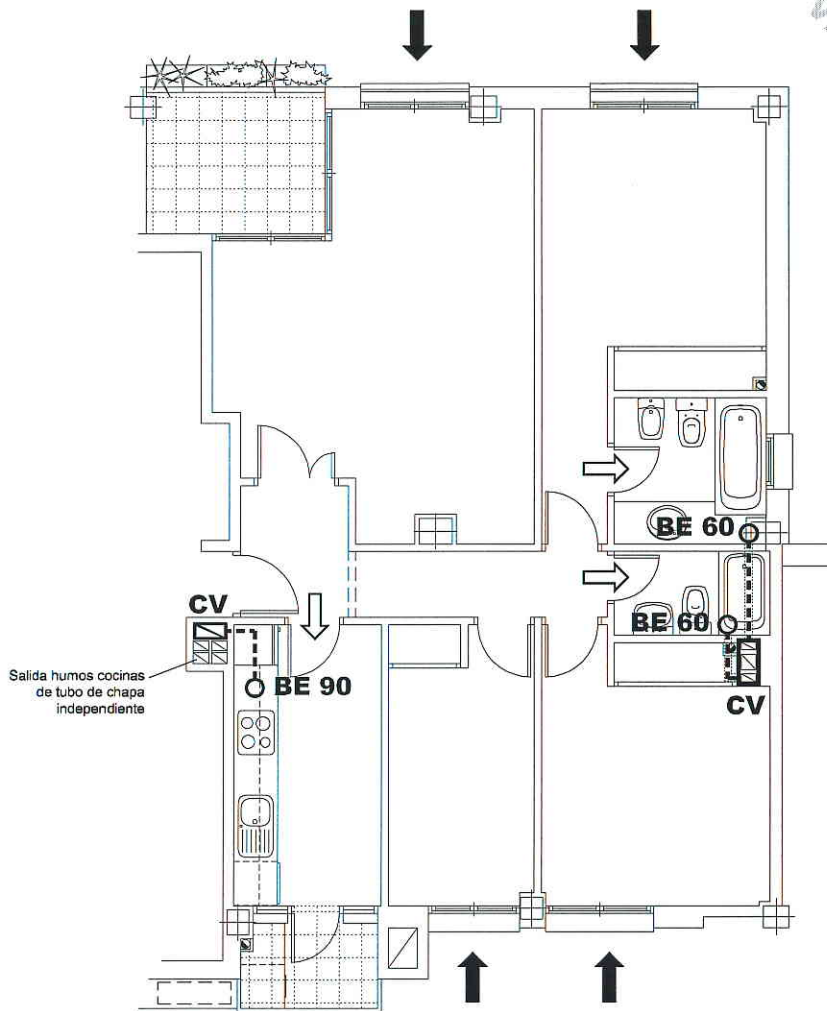 BE 60
BE 60
CV
Salida humos cocinas
de tubo de chapa
independiente
BE 90
CV